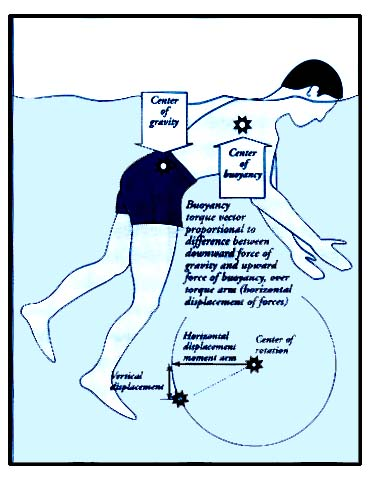 Center
of
gravity
Center
of
buoyancy
Buoyancy
torque vector
proportional to
difference between
downward force of
gravity and upward
force of buoyancy, over
torque arm (horizontal
displacement of forces)
Horizontal
displacement
moment arm
Center of
rotation
Vertical
displacement